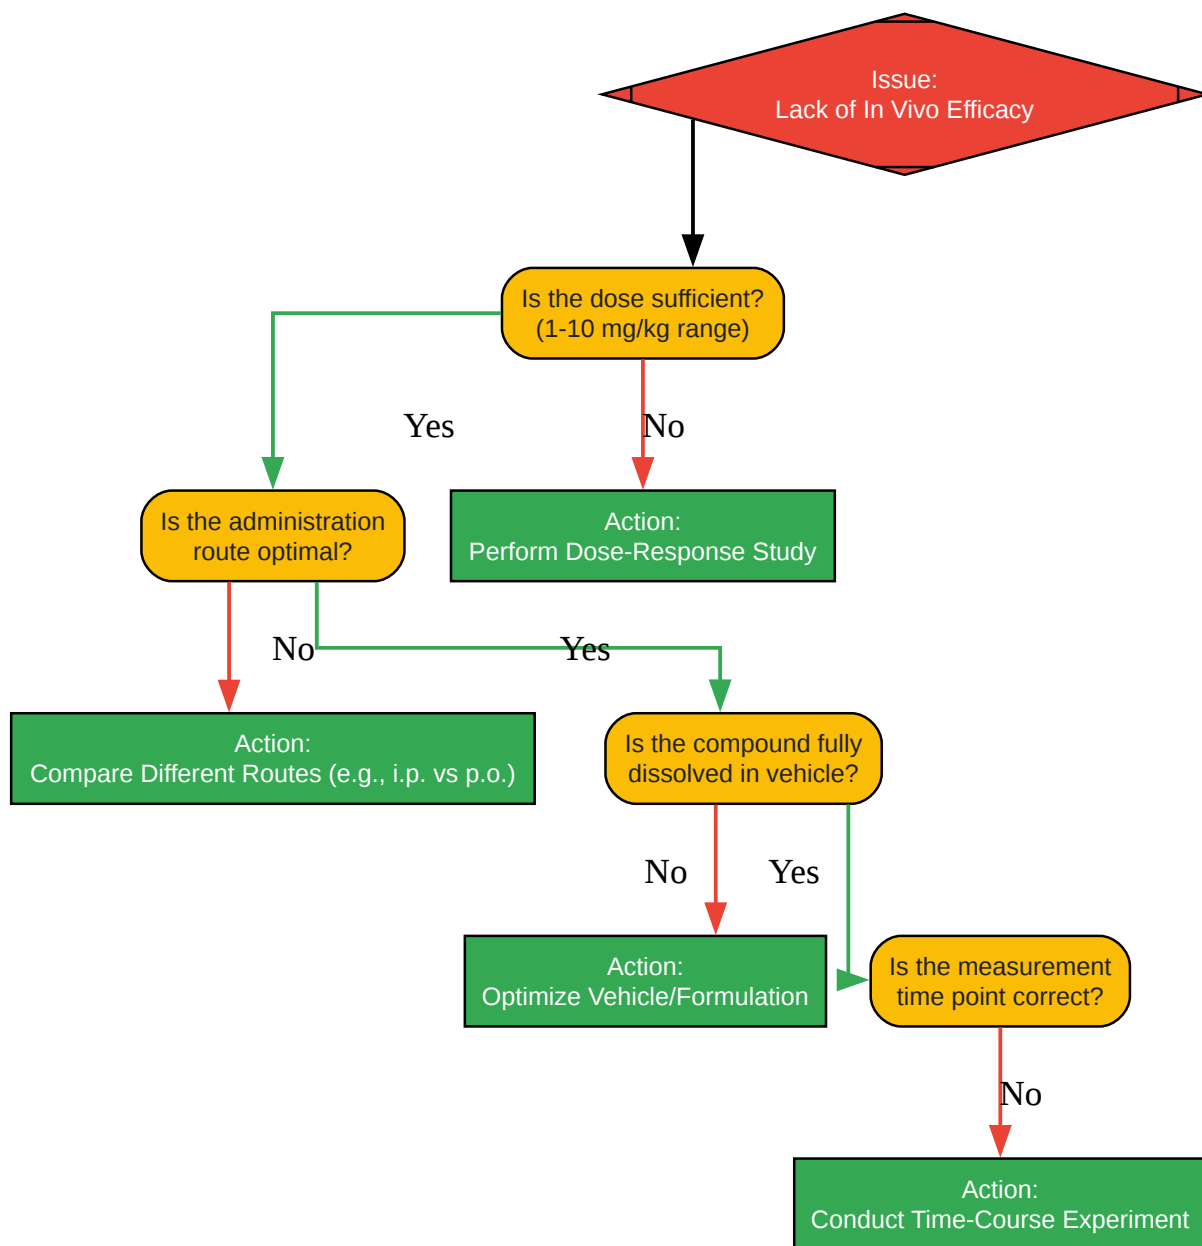 Issue:
Lack of In Vivo Efficacy
Is the dose sufficient?
(1-10 mg/kg range)
Yes
No
Is the administration
route optimal?
Action:
Perform Dose-Response Study
No
Yes
Action:
Compare Different Routes (e.g., i.p. vs p.o.)
Is the compound fully
dissolved in vehicle?
No
Yes
Action:
Optimize Vehicle/Formulation
Is the measurement
time point correct?
No
Action:
Conduct Time-Course Experiment